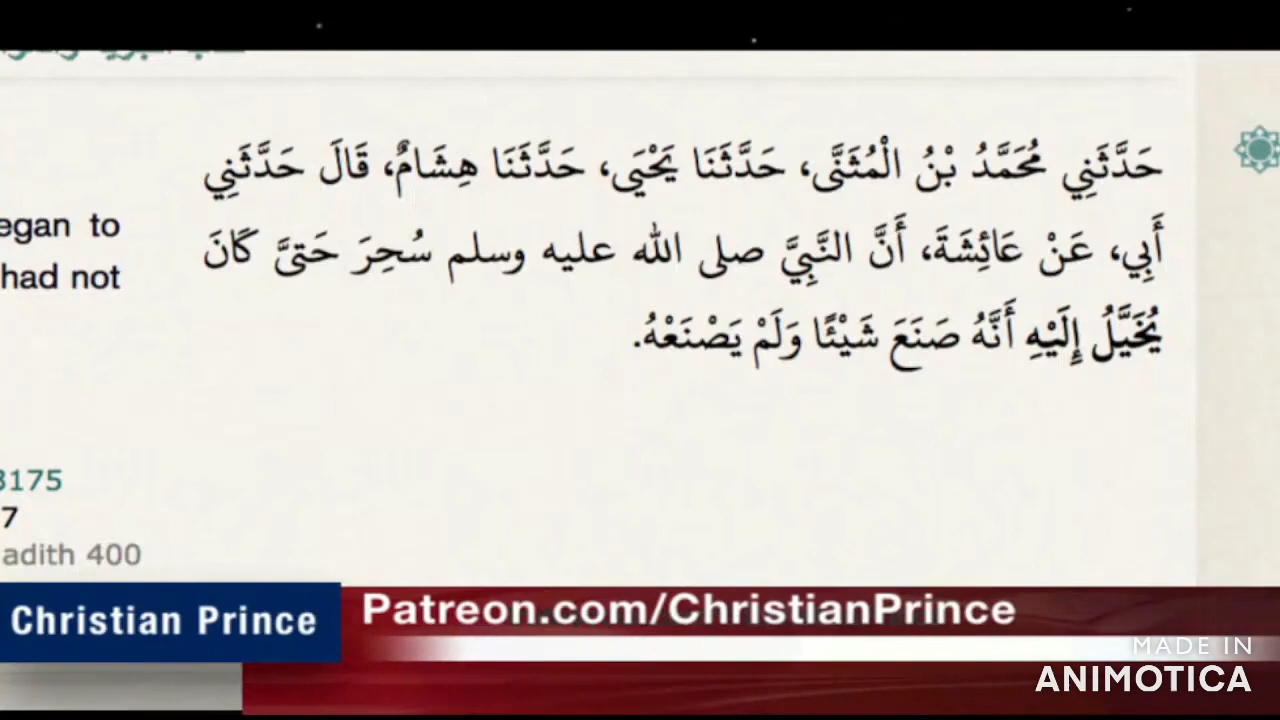 حَدَّثَنِي مُحَمَّدُ بْنُ الْمُثَنَّى، حَدَّثَنَا يَحْيَى، حَدَّثَنَا هِشَامٌ، قَالَ حَدَّثَنِي
أَبِي، عَنْ عَائِشَةَ، أَنَّ النَّبِيَّ صلى الله عليه وسلم سُحِرَ حَتَّى كَانَ
يُخَيَّلُ إِلَيْهِ أَنَّهُ صَنَعَ شَيْئًا وَلَمْ يَصْنَعْهُ.
egan to
had not
3175
7
adith 400
Christian Prince
Patreon.com/ChristianPrince
MADE IN
ANIMOTICA